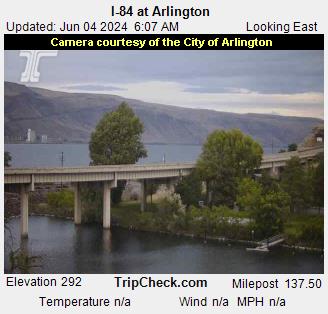 I-84 at Arlington
Updated: Jun 04 2024 6:07 AM Looking East
Camera courtesy of the City of Arlington
Elevation 292 TripCheck.com Milepost 137.50
Temperature n/a Wind n/a MPH n/a